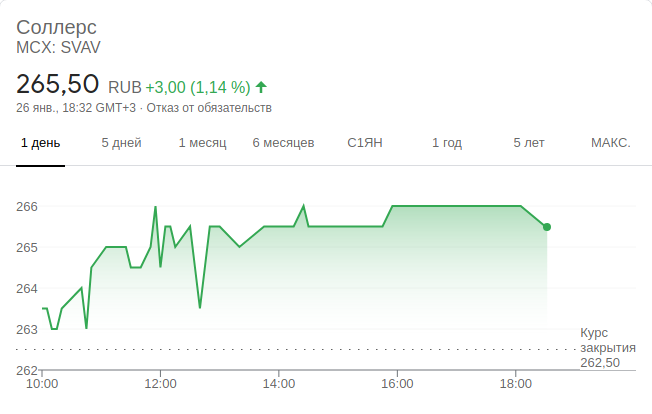 Соллерс
MCX: SVAV
265,50 RUB +3,00 (1,14 %)
26 янв., 18:32 GMT+3 · Отказ от обязательств
1 день 5 дней 1 месяц 6 месяцев С1ЯН 1 год 5 лет МАКС.
266
265
264
263
262
Курс
закрытия
262,50
10:00 12:00 14:00 16:00 18:00